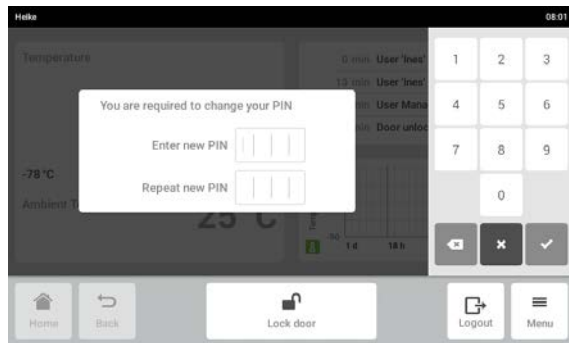 Heike
08:01
Temperature
0 min User 'Ines'
User 'Ines'
You are required to change your PIN
User Mana
Door unloc
Enter new PIN
Repeat new PIN
-78 °C
Ambient T
25 °C
1 d 18 h
1 2 3
4 5 6
7 8 9
0
Home
Back
Lock door
Logout
Menu